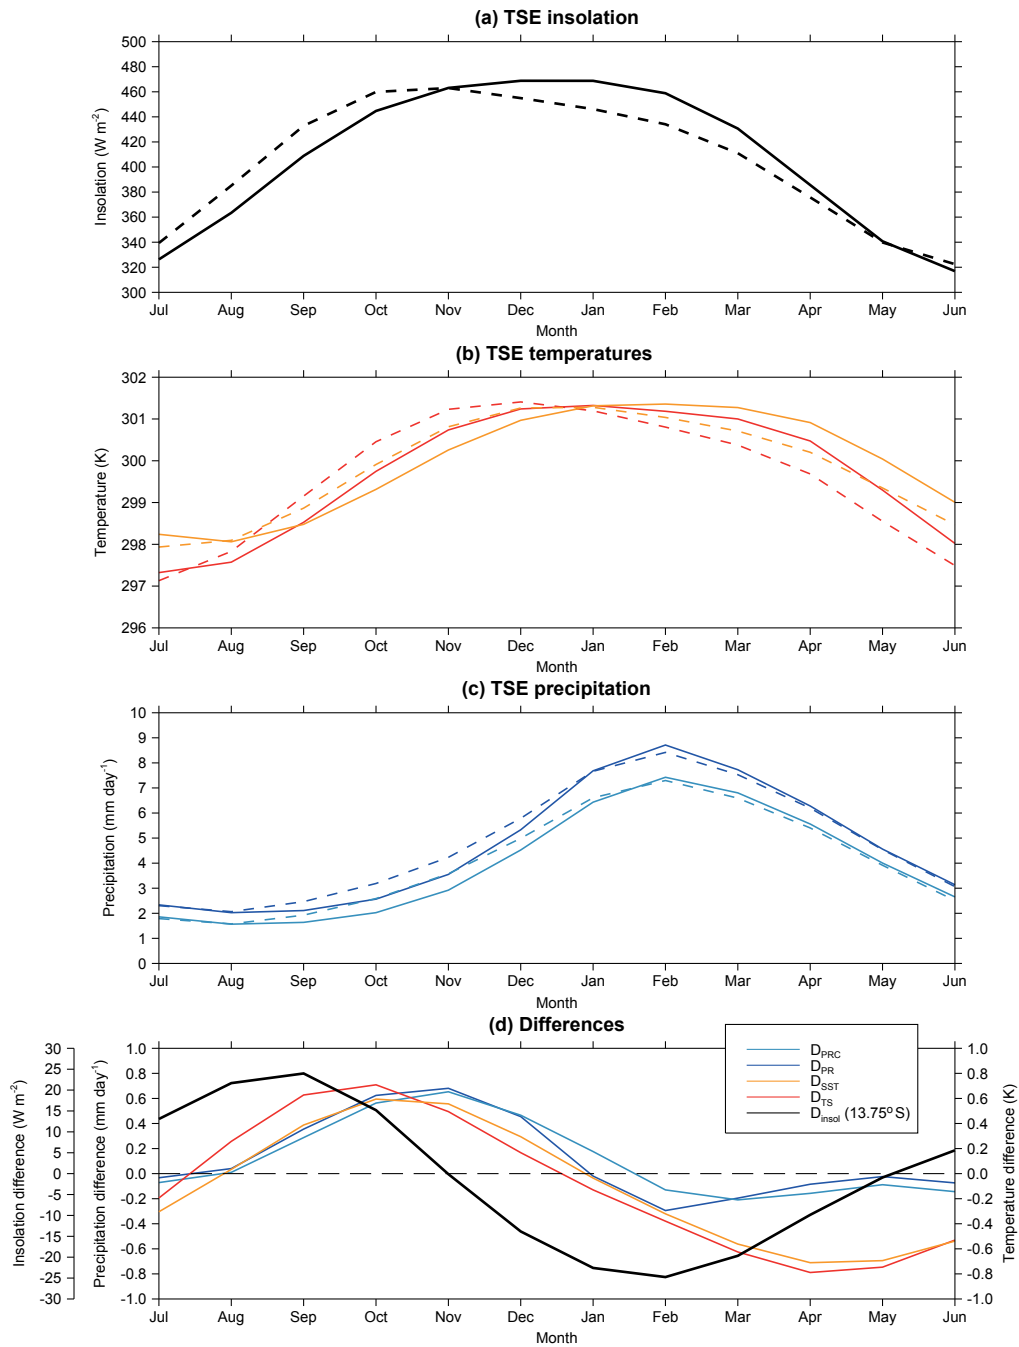 (a) TSE insolation
500
480
460
440
420
400
380
360
340
320
300
Insolation (W m-2)
Jul Aug Sep Oct Nov Dec Jan Feb Mar Apr May Jun
Month
(b) TSE temperatures
302
301
300
299
298
297
296
Temperature (K)
Jul Aug Sep Oct Nov Dec Jan Feb Mar Apr May Jun
Month
(c) TSE precipitation
10
9
8
7
6
5
4
3
2
1
0
Precipitation (mm day-1)
Jul Aug Sep Oct Nov Dec Jan Feb Mar Apr May Jun
Month
(d) Differences
30
25
20
15
10
5
0
-5
-10
-15
-20
-25
-30
Insolation difference (W m-2)
1.0
0.8
0.6
0.4
0.2
0.0
-0.2
-0.4
-0.6
-0.8
-1.0
Precipitation difference (mm day-1)
DPRC
DPR
DSST
DTS
Dinsol (13.75o S)
1.0
0.8
0.6
0.4
0.2
0.0
-0.2
-0.4
-0.6
-0.8
-1.0
Temperature difference (K)
Jul Aug Sep Oct Nov Dec Jan Feb Mar Apr May Jun
Month